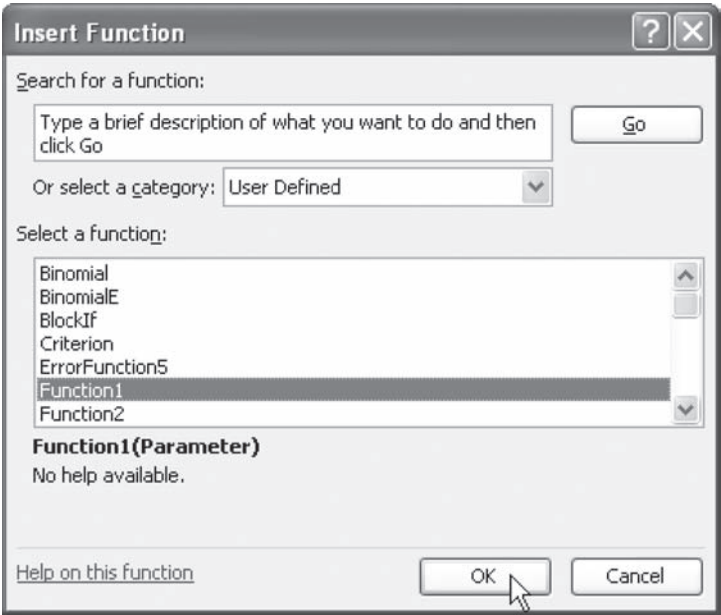 Insert Function
Search for a function:
Type a brief description of what you want to do and then
click Go
Go
Or select a category: User Defined
Select a function:
Binomial
BinomialE
BlockIf
Criterion
ErrorFunction5
Function1
Function2
Function1(Parameter)
No help available.
Help on this function
OK
Cancel